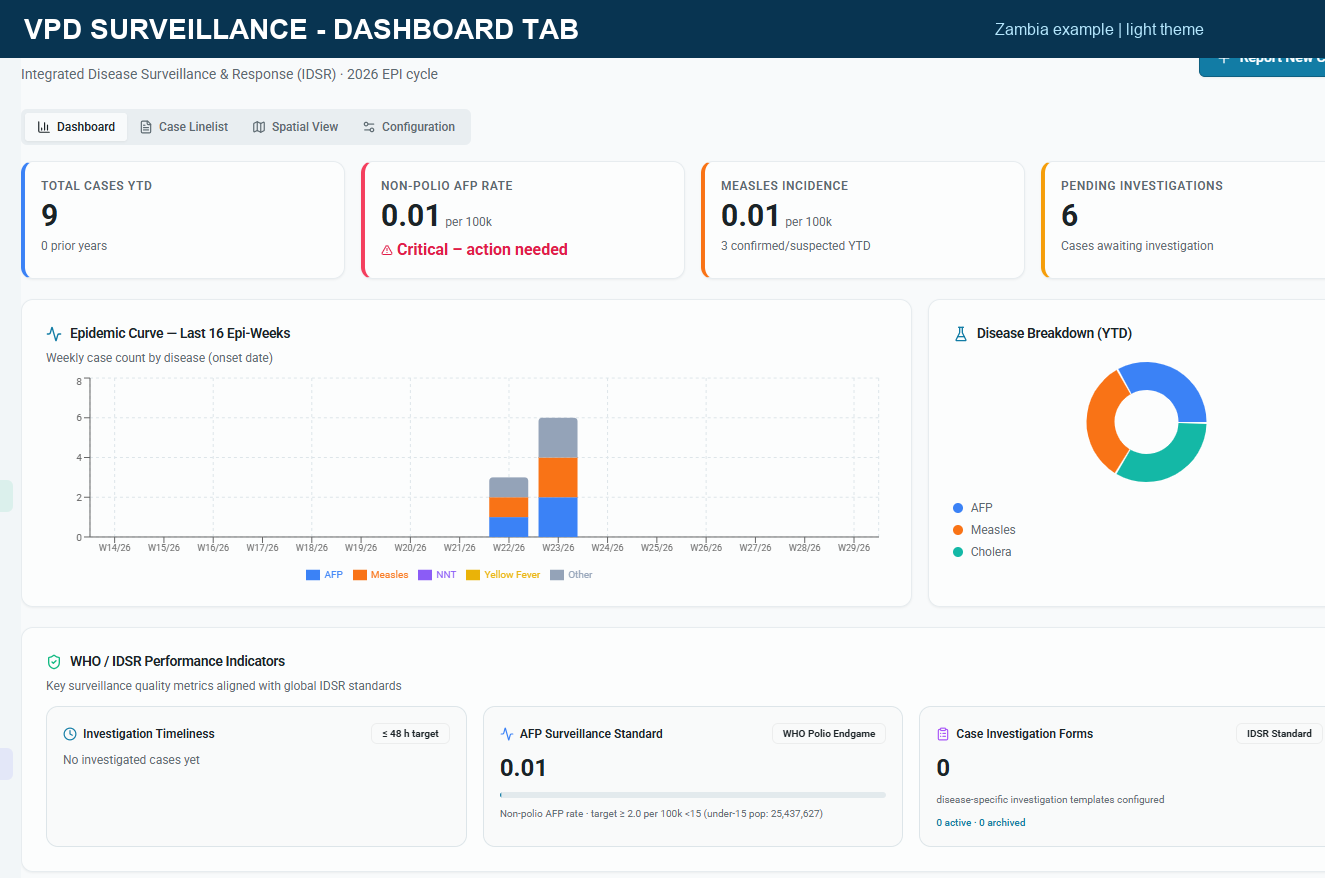 VPD SURVEILLANCE - DASHBOARD TAB
Zambia example | light theme
Integrated Disease Surveillance & Response (IDSR) · 2026 EPI cycle
+ Report New C
Dashboard
Case Linelist
Spatial View
Configuration
TOTAL CASES YTD
9
0 prior years
NON-POLIO AFP RATE
0.01 per 100k
Critical – action needed
MEASLES INCIDENCE
0.01 per 100k
3 confirmed/suspected YTD
PENDING INVESTIGATIONS
6
Cases awaiting investigation
Epidemic Curve — Last 16 Epi-Weeks
Weekly case count by disease (onset date)
8
6
4
2
0
W14/26 W15/26 W16/26 W17/26 W18/26 W19/26 W20/26 W21/26 W22/26 W23/26 W24/26 W25/26 W26/26 W27/26 W28/26 W29/26
AFP Measles NNT Yellow Fever Other
Disease Breakdown (YTD)
AFP
Measles
Cholera
WHO / IDSR Performance Indicators
Key surveillance quality metrics aligned with global IDSR standards
Investigation Timeliness
≤ 48 h target
No investigated cases yet
AFP Surveillance Standard
WHO Polio Endgame
0.01
Non-polio AFP rate · target ≥ 2.0 per 100k <15 (under-15 pop: 25,437,627)
Case Investigation Forms
IDSR Standard
0
disease-specific investigation templates configured
0 active · 0 archived